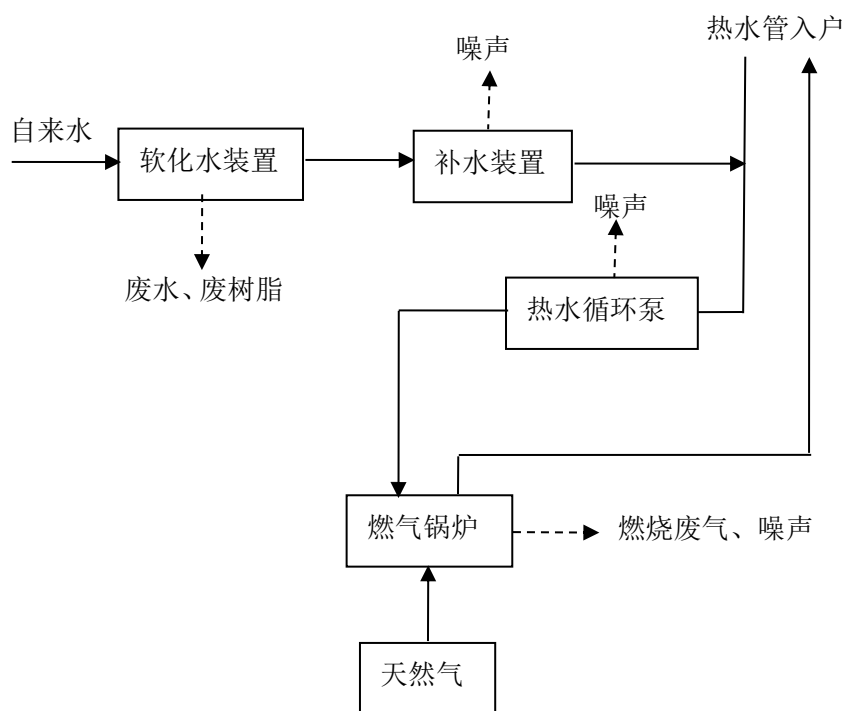 热水管入户
噪声
自来水
软化水装置
补水装置
噪声
废水、废树脂
热水循环泵
燃气锅炉
燃烧废气、噪声
天然气